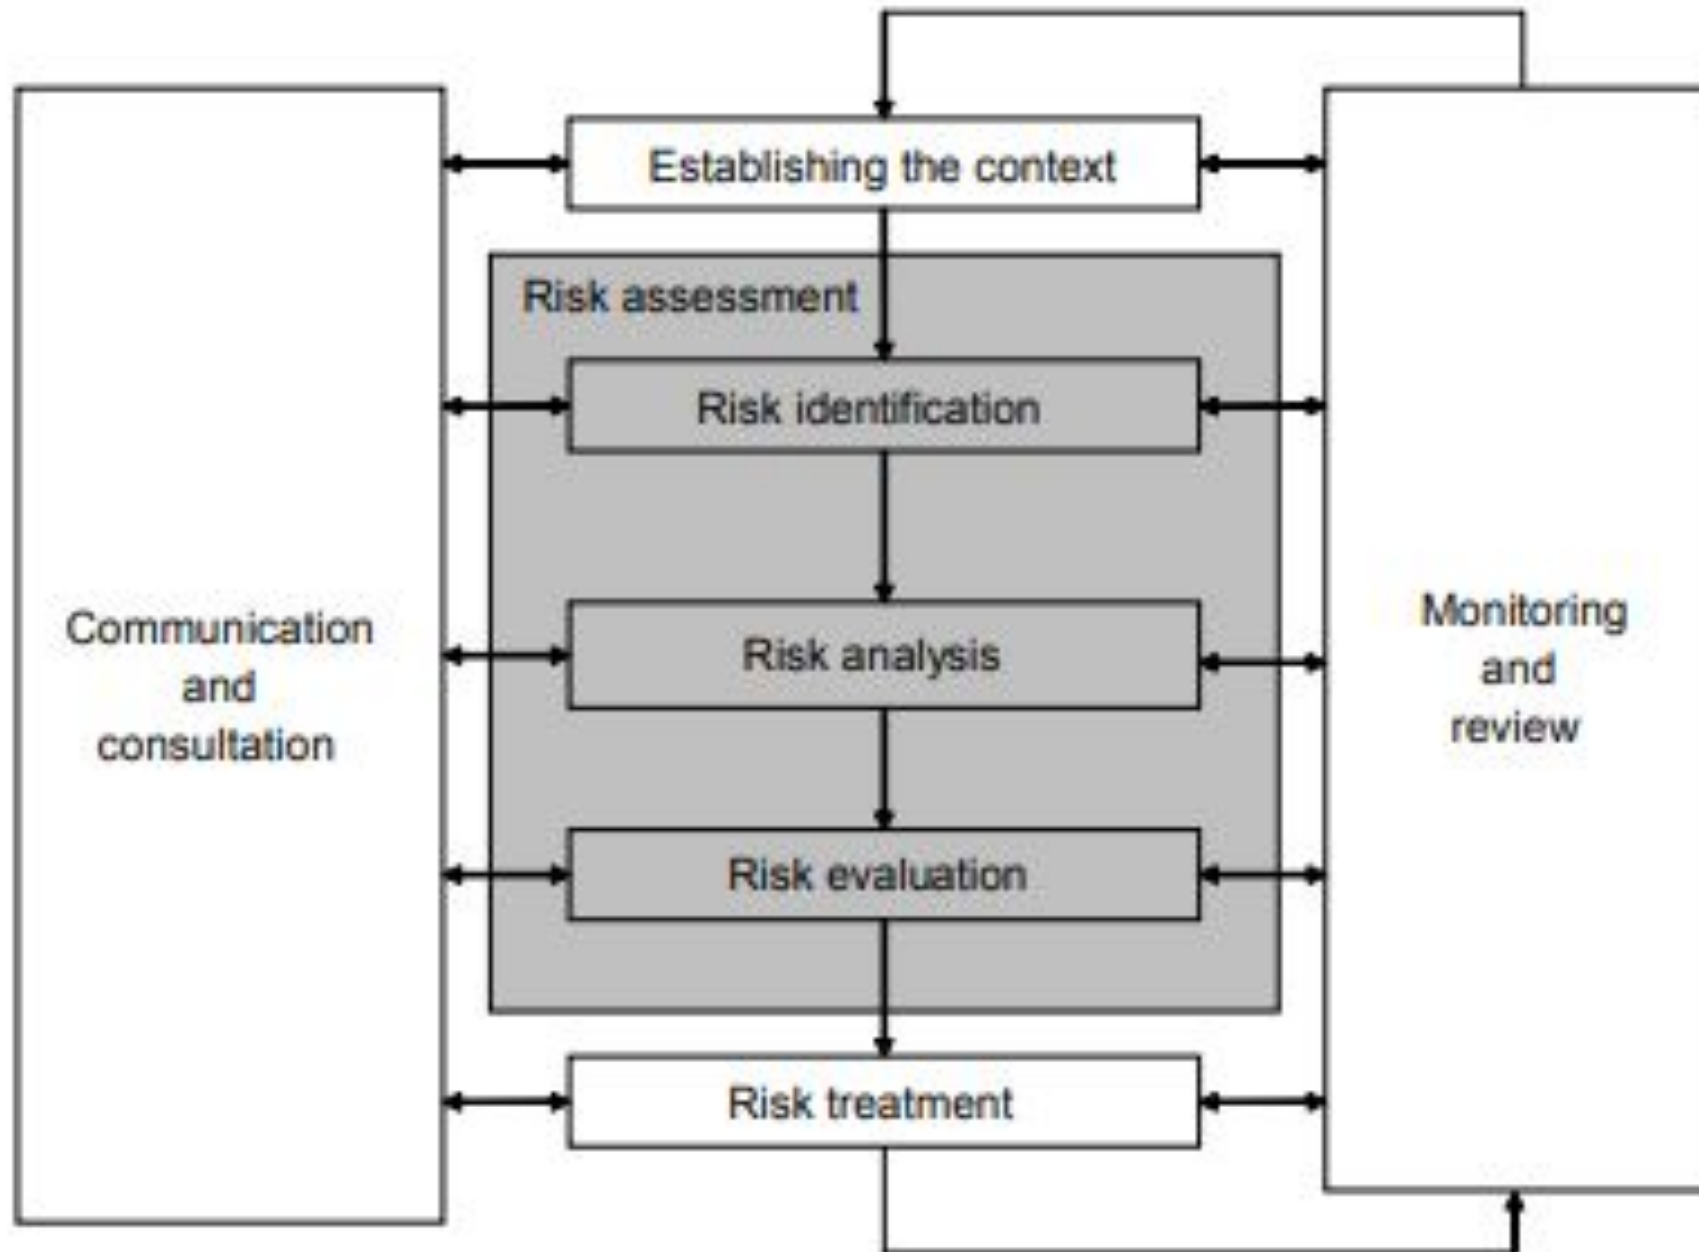 Establishing the context
Risk assessment
Risk identification
Communication
and
consultation
Risk analysis
Monitoring
and
review
Risk evaluation
Risk treatment